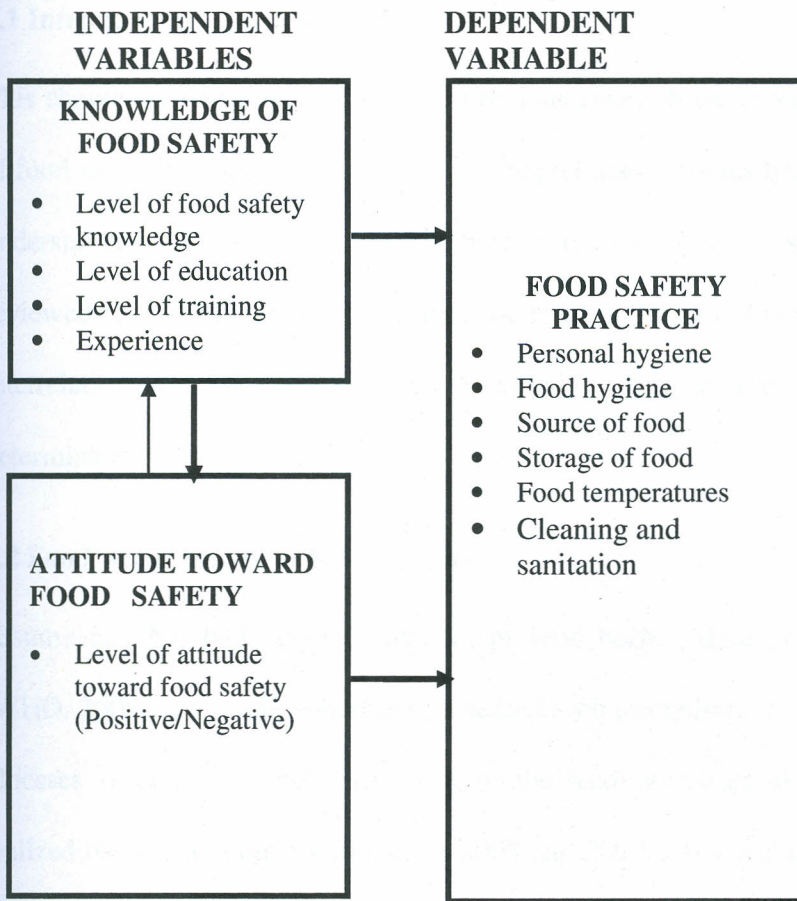 INDEPENDENT
VARIABLES
DEPENDENT
VARIABLE
KNOWLEDGE OF
FOOD SAFETY
• Level of food safety
knowledge
• Level of education
• Level of training
• Experience
ATTITUDE TOWARD
FOOD SAFETY
• Level of attitude
toward food safety
(Positive/Negative)
FOOD SAFETY
PRACTICE
• Personal hygiene
• Food hygiene
• Source of food
• Storage of food
• Food temperatures
• Cleaning and
sanitation